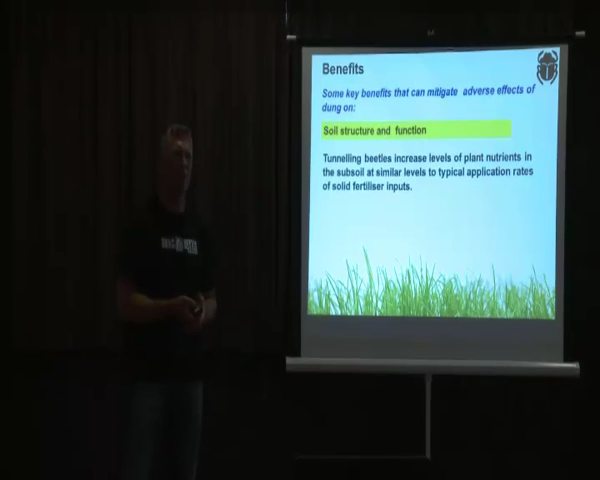 Benefits
Some key benefits that can mitigate adverse effects of
dung on:
Soil structure and function
Tunnelling beetles increase levels of plant nutrients in
the subsoil at similar levels to typical application rates
of solid fertiliser inputs.